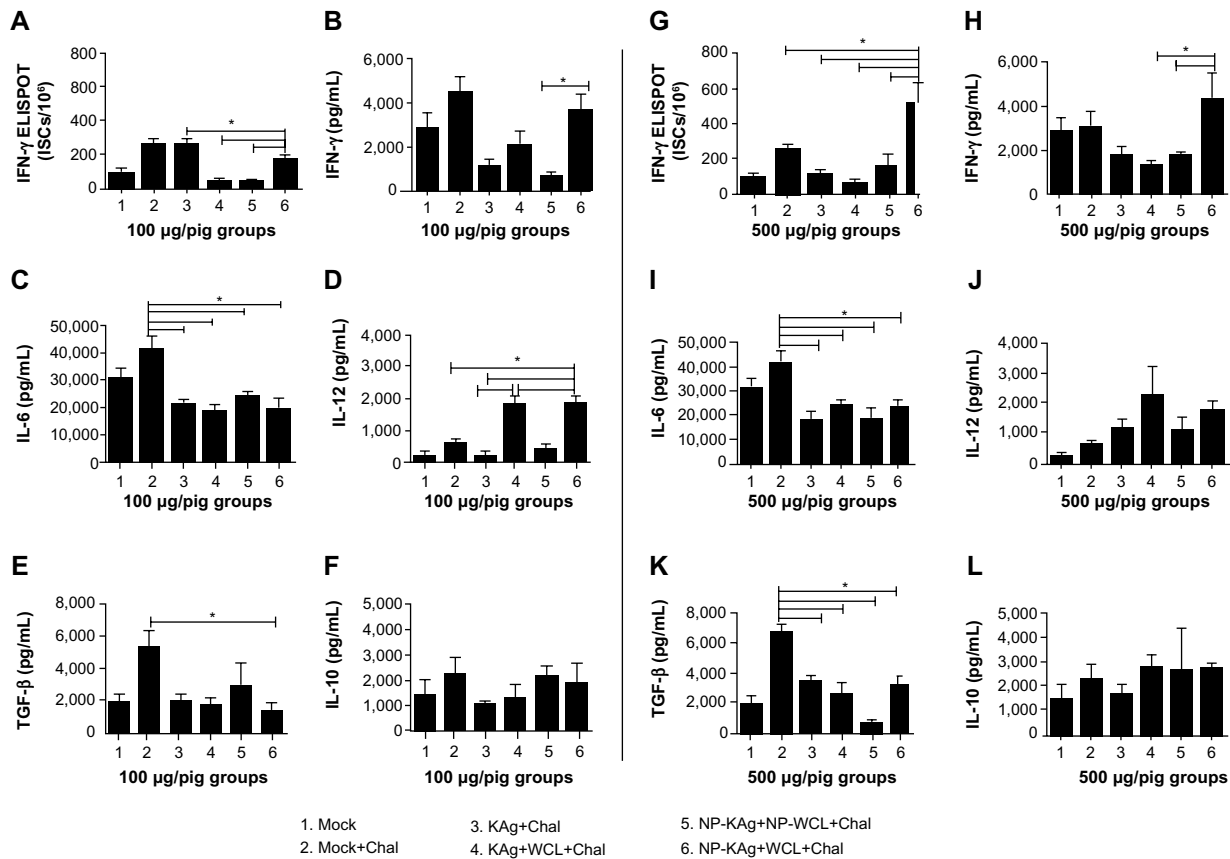 A
IFN-γ ELISPOT
(ISCs/10⁶)
800
600
400
200
0
1 2 3 4 5 6
100 µg/pig groups
*
B
IFN-γ (pg/mL)
6,000
4,000
2,000
0
1 2 3 4 5 6
100 µg/pig groups
*
G
IFN-γ ELISPOT
(ISCs/10⁶)
800
600
400
200
0
1 2 3 4 5 6
500 µg/pig groups
*
H
IFN-γ (pg/mL)
6,000
4,000
2,000
0
1 2 3 4 5 6
500 µg/pig groups
*
C
IL-6 (pg/mL)
50,000
40,000
30,000
20,000
10,000
0
1 2 3 4 5 6
100 µg/pig groups
*
D
IL-12 (pg/mL)
4,000
3,000
2,000
1,000
0
1 2 3 4 5 6
100 µg/pig groups
*
I
IL-6 (pg/mL)
50,000
40,000
30,000
20,000
10,000
0
1 2 3 4 5 6
500 µg/pig groups
*
J
IL-12 (pg/mL)
4,000
3,000
2,000
1,000
0
1 2 3 4 5 6
500 µg/pig groups
E
TGF-β (pg/mL)
8,000
6,000
4,000
2,000
0
1 2 3 4 5 6
100 µg/pig groups
*
F
IL-10 (pg/mL)
5,000
4,000
3,000
2,000
1,000
0
1 2 3 4 5 6
100 µg/pig groups
K
TGF-β (pg/mL)
8,000
6,000
4,000
2,000
0
1 2 3 4 5 6
500 µg/pig groups
*
L
IL-10 (pg/mL)
5,000
4,000
3,000
2,000
1,000
0
1 2 3 4 5 6
500 µg/pig groups
1. Mock
2. Mock+Chal
3. KAg+Chal
4. KAg+WCL+Chal
5. NP-KAg+NP-WCL+Chal
6. NP-KAg+WCL+Chal